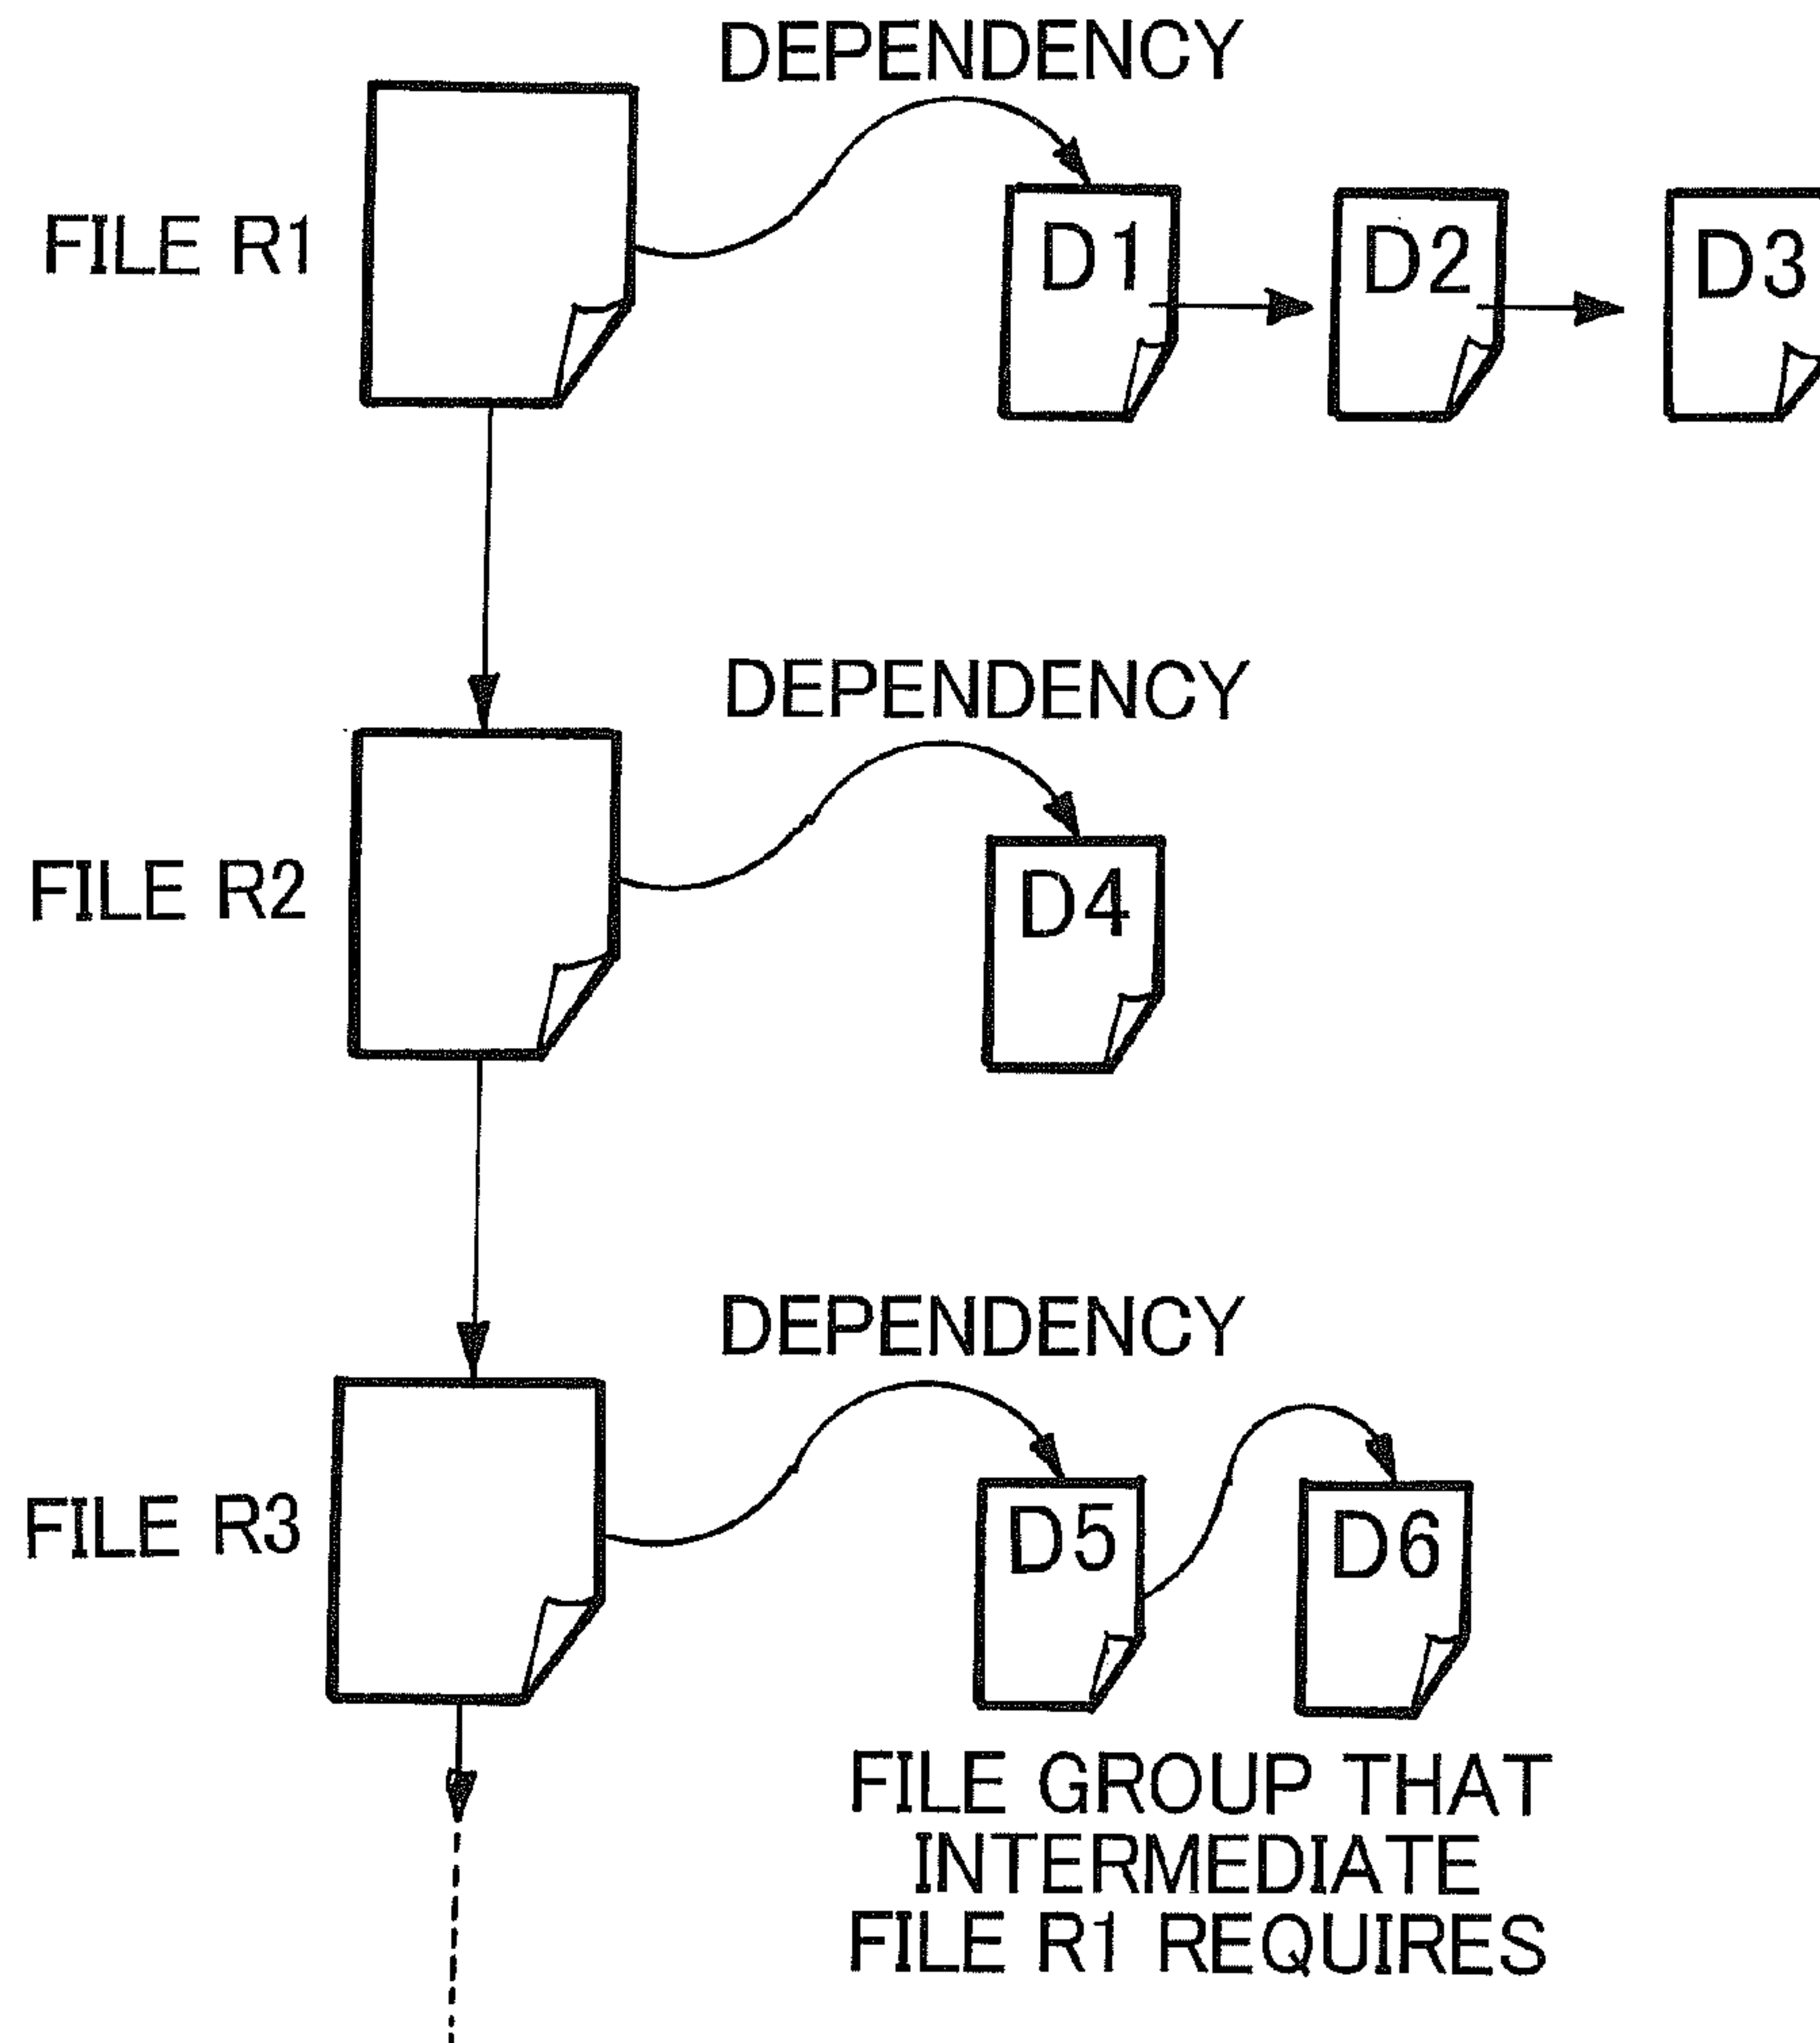 DEPENDENCY
FILE R1
D1
D2
D3
DEPENDENCY
FILE R2
D4
DEPENDENCY
FILE R3
D5
D6
FILE GROUP THAT
INTERMEDIATE
FILE R1 REQUIRES